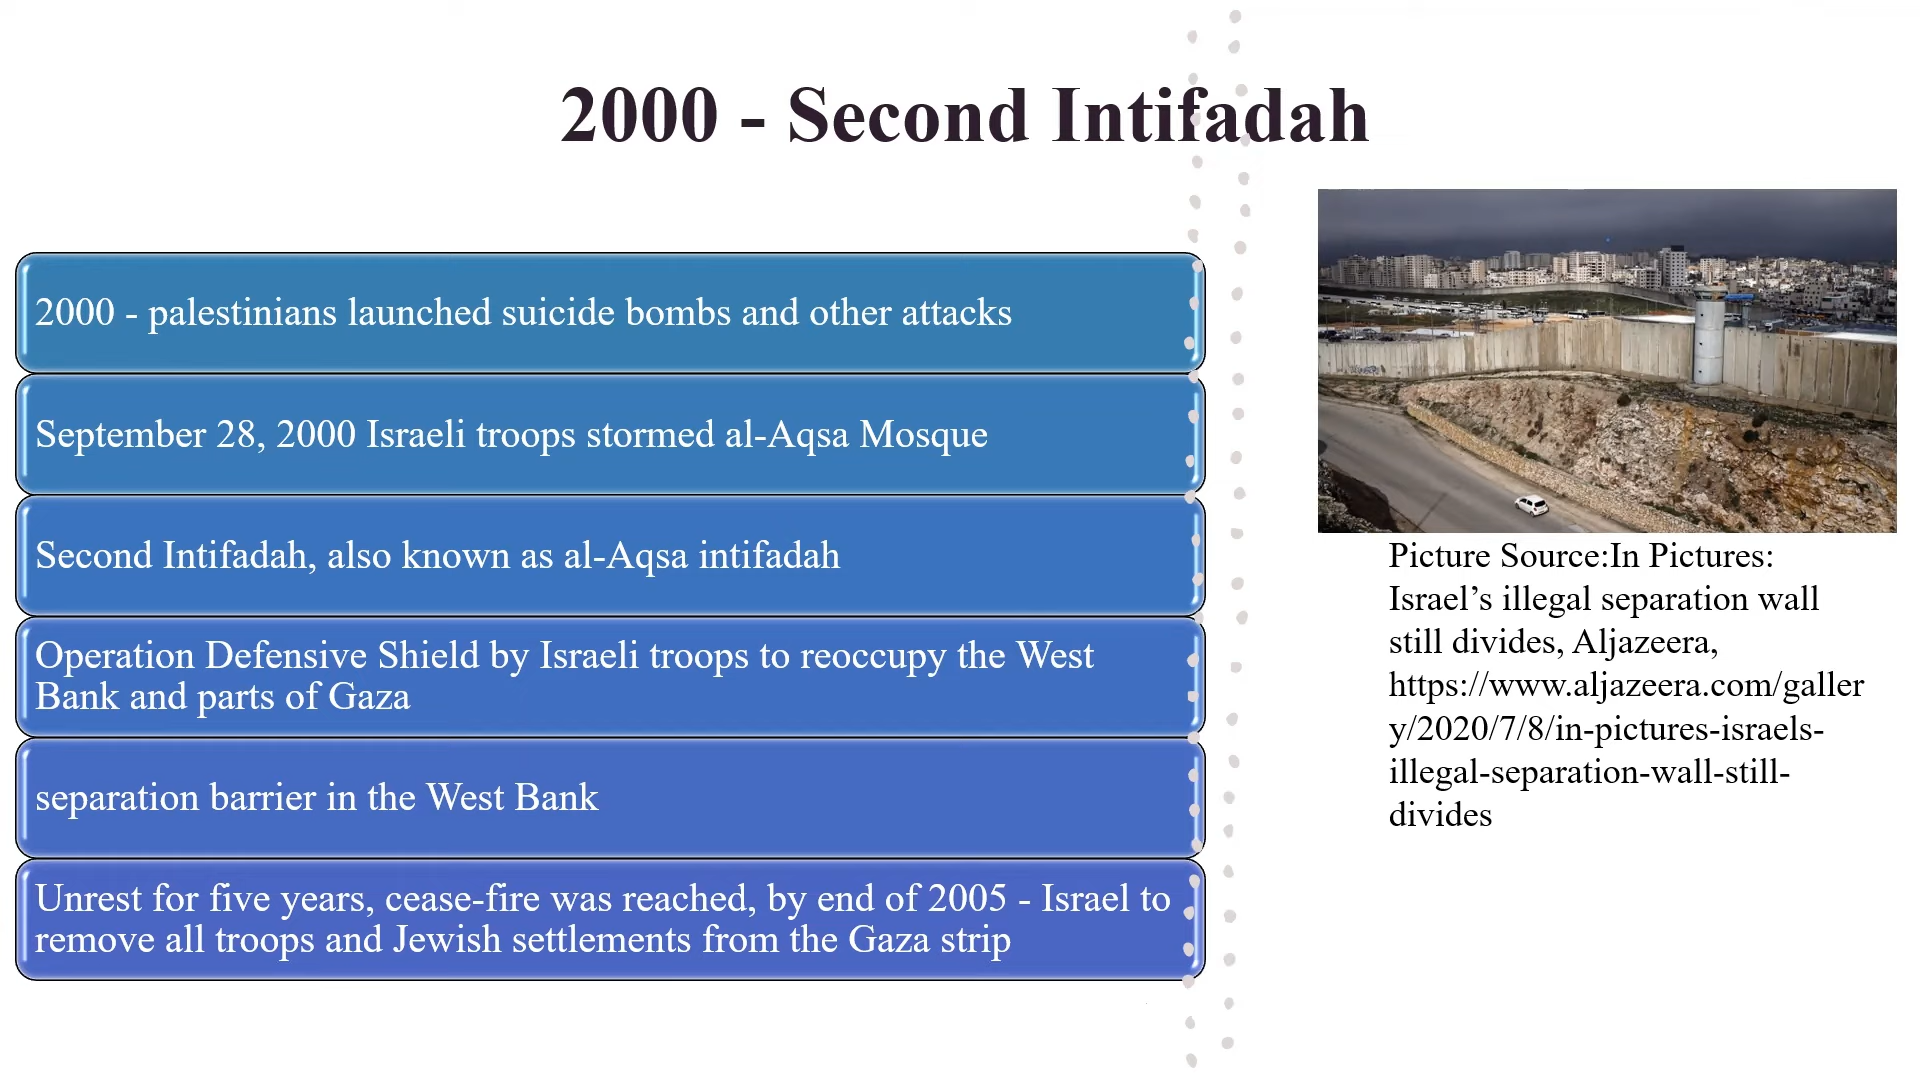 2000 - Second Intifadah
2000 - palestinians launched suicide bombs and other attacks
September 28, 2000 Israeli troops stormed al-Aqsa Mosque
Second Intifadah, also known as al-Aqsa intifadah
Operation Defensive Shield by Israeli troops to reoccupy the West
Bank and parts of Gaza
separation barrier in the West Bank
Unrest for five years, cease-fire was reached, by end of 2005 - Israel to
remove all troops and Jewish settlements from the Gaza strip
Picture Source:In Pictures:
Israel’s illegal separation wall
still divides, Aljazeera,
https://www.aljazeera.com/galler
y/2020/7/8/in-pictures-israels-
illegal-separation-wall-still-
divides